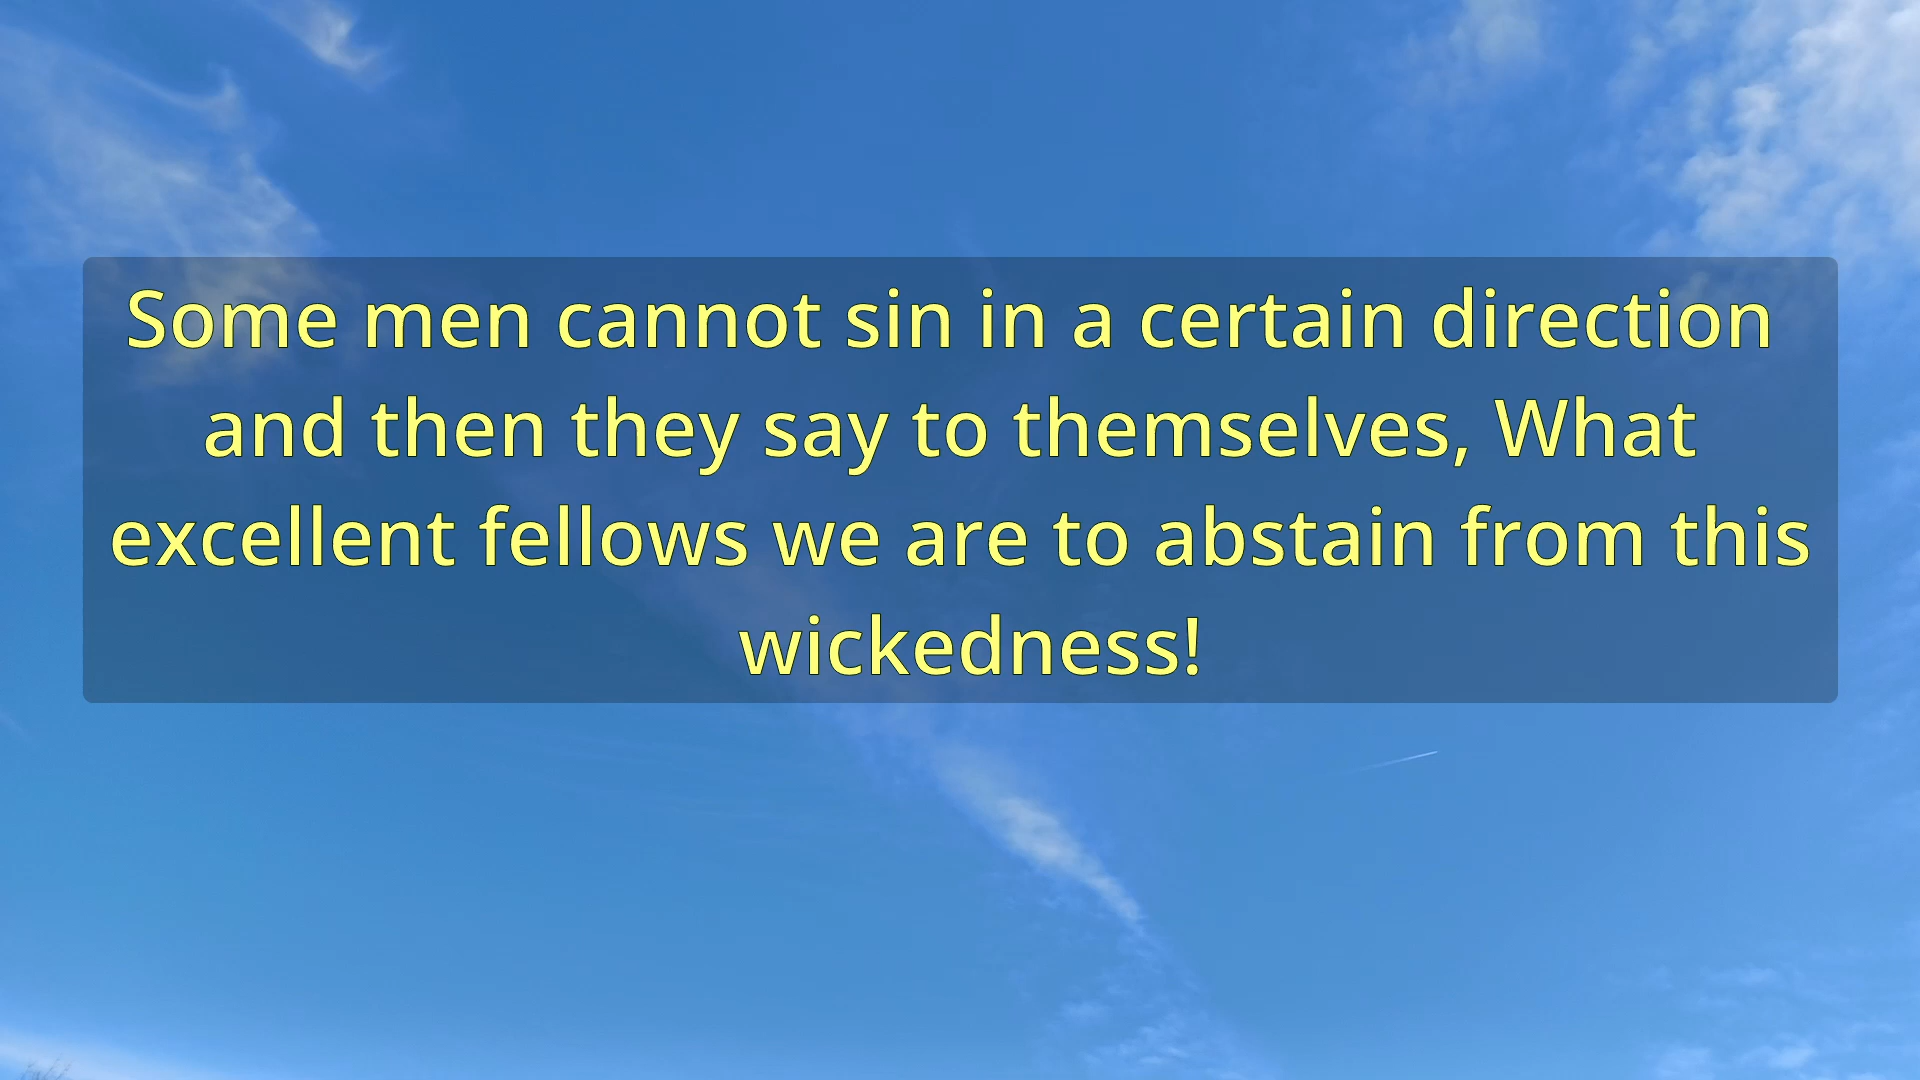 Some men cannot sin in a certain direction
and then they say to themselves, What
excellent fellows we are to abstain from this
wickedness!